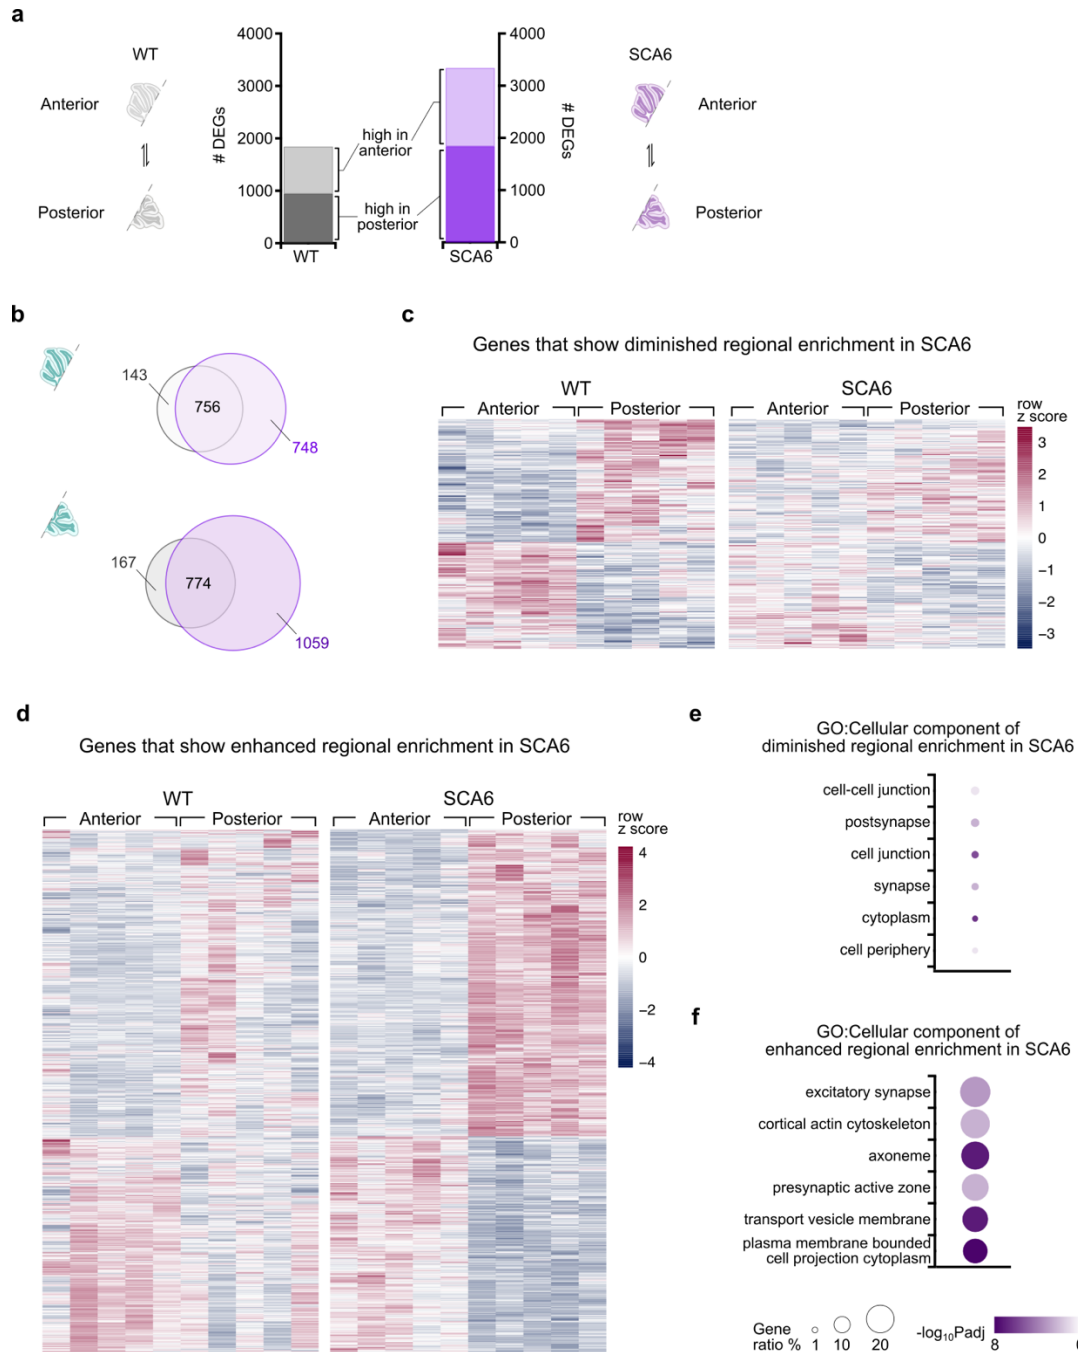 a
WT
SCA6
Anterior
Posterior
4000
3000
2000
1000
0
# DEGs
WT
high in
anterior
high in
posterior
4000
3000
2000
1000
0
# DEGs
SCA6
Anterior
Posterior
b
143
756
748
167
774
1059
c
Genes that show diminished regional enrichment in SCA6
WT
SCA6
Anterior
Posterior
Anterior
Posterior
row
z score
3
2
1
0
−1
−2
−3
d
Genes that show enhanced regional enrichment in SCA6
WT
SCA6
Anterior
Posterior
Anterior
Posterior
row
z score
4
2
0
−2
−4
e
GO:Cellular component of
diminished regional enrichment in SCA6
cell-cell junction
postsynapse
cell junction
synapse
cytoplasm
cell periphery
f
GO:Cellular component of
enhanced regional enrichment in SCA6
excitatory synapse
cortical actin cytoskeleton
axoneme
presynaptic active zone
transport vesicle membrane
plasma membrane bounded
cell projection cytoplasm
Gene
ratio %
1
10
20
-log10Padj
8